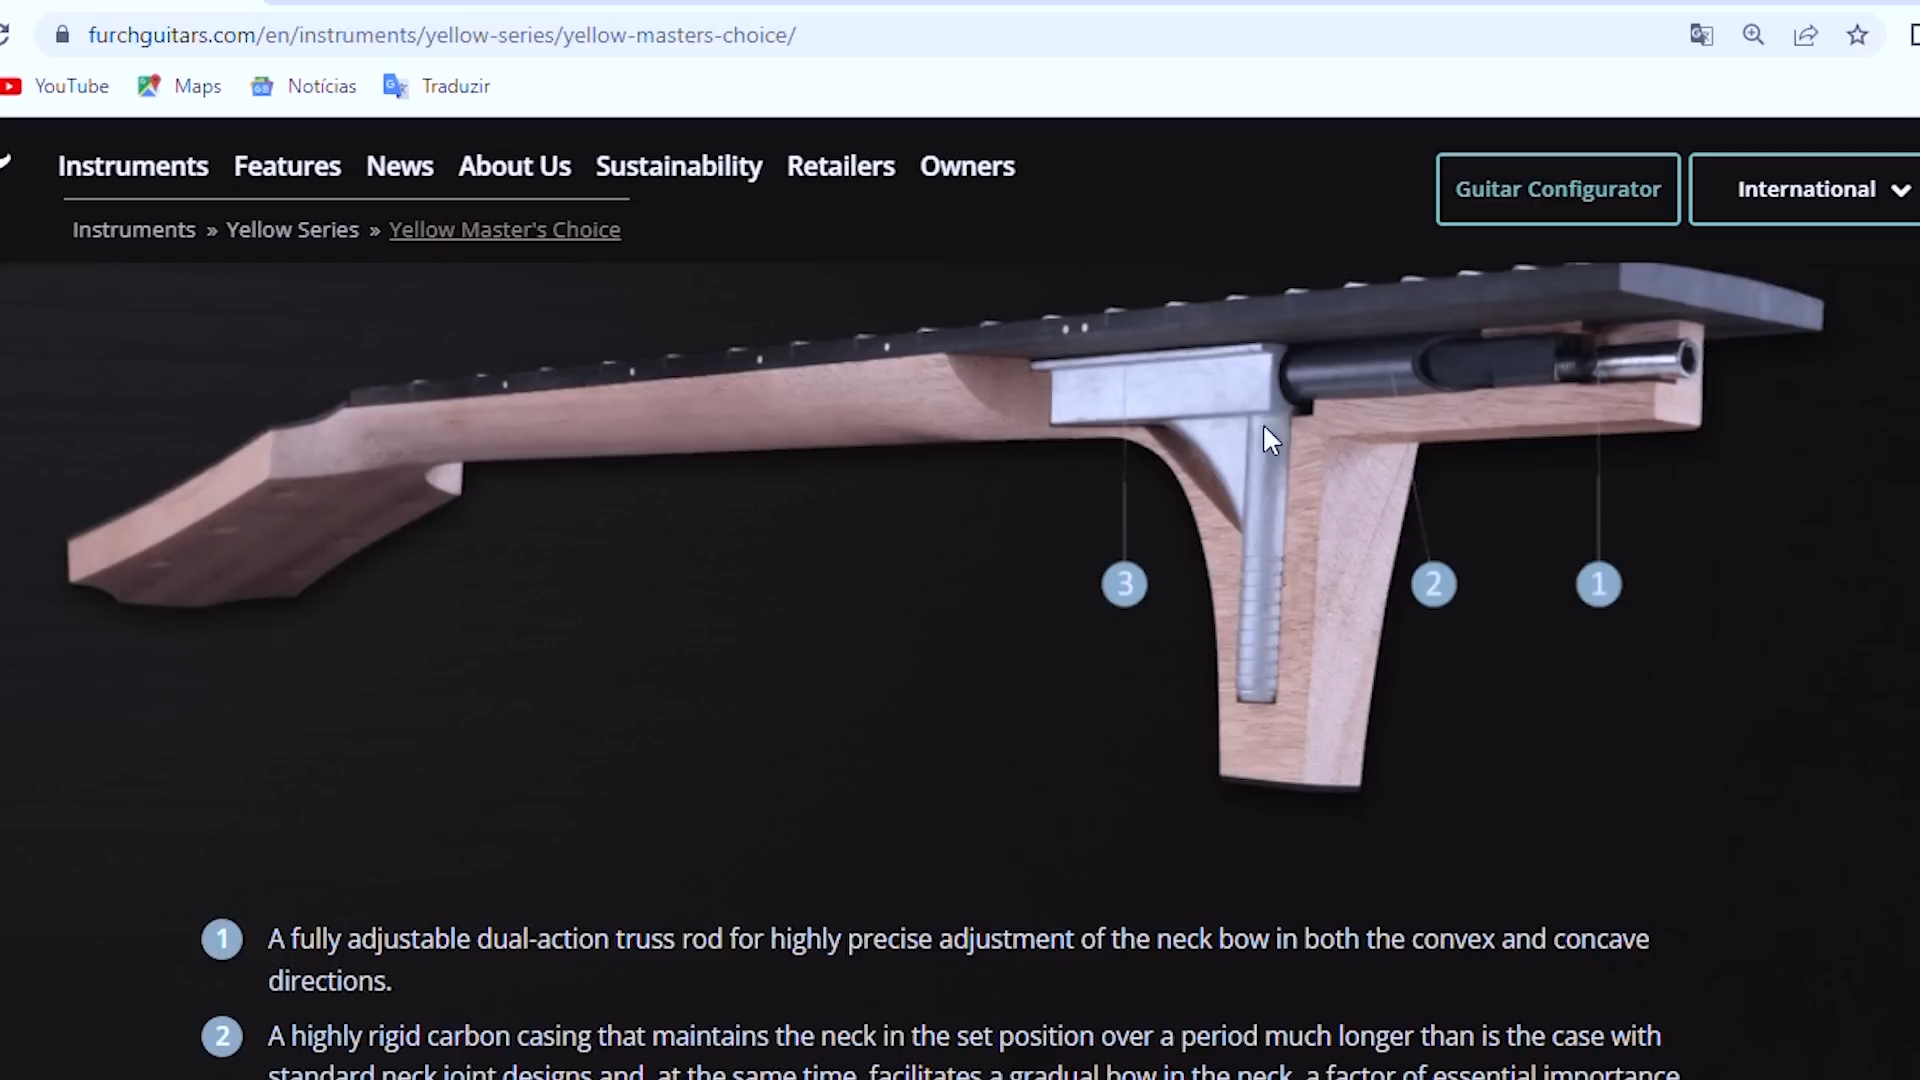 furchguitars.com/en/instruments/yellow-series/yellow-masters-choice/
YouTube Maps Notícias Traduzir
Instruments Features News About Us Sustainability Retailers Owners
Guitar Configurator International
Instruments » Yellow Series » Yellow Master's Choice
3 2 1
1 A fully adjustable dual-action truss rod for highly precise adjustment of the neck bow in both the convex and concave
directions.
2 A highly rigid carbon casing that maintains the neck in the set position over a period much longer than is the case with
standard neck joint designs and, at the same time, facilitates a gradual bow in the neck, a factor of essential importance